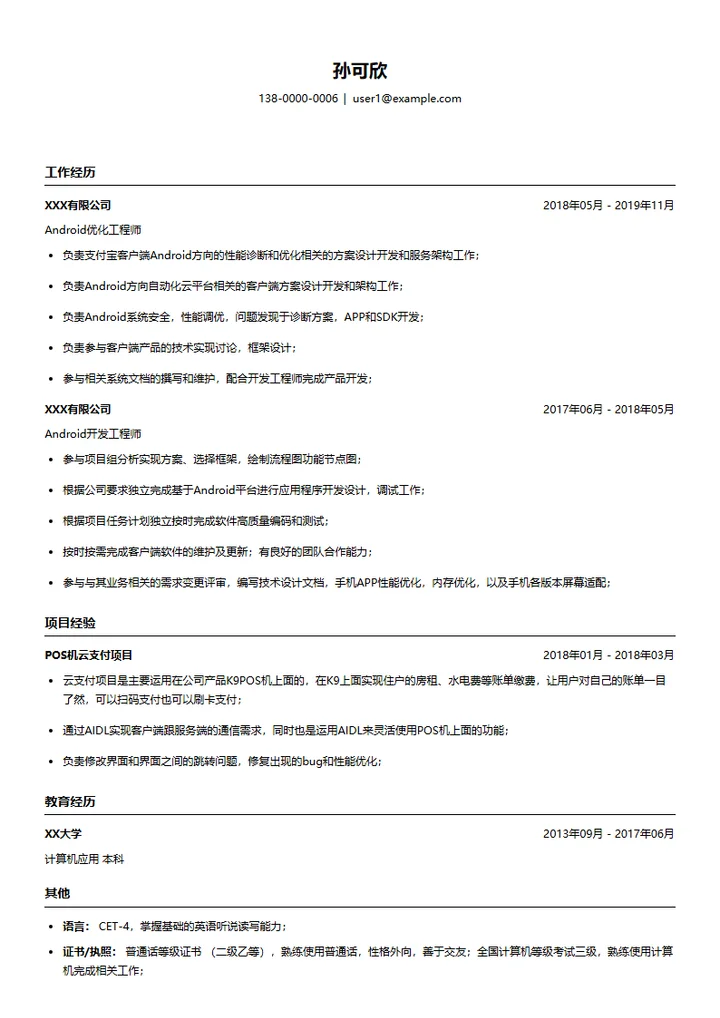 孙可欣
138-0000-0006 | user1@example.com
工作经历
XXX有限公司 2018年05月 - 2019年11月
Android优化工程师
• 负责支付宝客户端Android方向的性能诊断和优化相关的方案设计开发和服务架构工作；
• 负责Android方向自动化云平台相关的客户端方案设计开发和架构工作；
• 负责Android系统安全，性能调优，问题发现于诊断方案，APP和SDK开发；
• 负责参与客户端产品的技术实现讨论，框架设计；
• 参与相关系统文档的撰写和维护，配合开发工程师完成产品开发；
XXX有限公司 2017年06月 - 2018年05月
Android开发工程师
• 参与项目组分析实现方案、选择框架，绘制流程图功能节点图；
• 根据公司要求独立完成基于Android平台进行应用程序开发设计，调试工作；
• 根据项目任务计划独立按时完成软件高质量编码和测试；
• 按时按需完成客户端软件的维护及更新；有良好的团队合作能力；
• 参与与其业务相关的需求变更评审，编写技术设计文档，手机APP性能优化，内存优化，以及手机各版本屏幕适配；
项目经验
POS机云支付项目 2018年01月 - 2018年03月
• 云支付项目是主要运用在公司产品K9POS机上面的，在K9上面实现住户的房租、水电费等账单缴费，让用户对自己的账单一目
了然，可以扫码支付也可以刷卡支付；
• 通过AIDL实现客户端跟服务端的通信需求，同时也是运用AIDL来灵活使用POS机上面的功能；
• 负责修改界面和界面之间的跳转问题，修复出现的bug和性能优化；
教育经历
XX大学 2013年09月 - 2017年06月
计算机应用 本科
其他
• 语言： CET-4，掌握基础的英语听说读写能力；
• 证书/执照： 普通话等级证书 （二级乙等），熟练使用普通话，性格外向，善于交友；全国计算机等级考试三级，熟练使用计算
机完成相关工作；